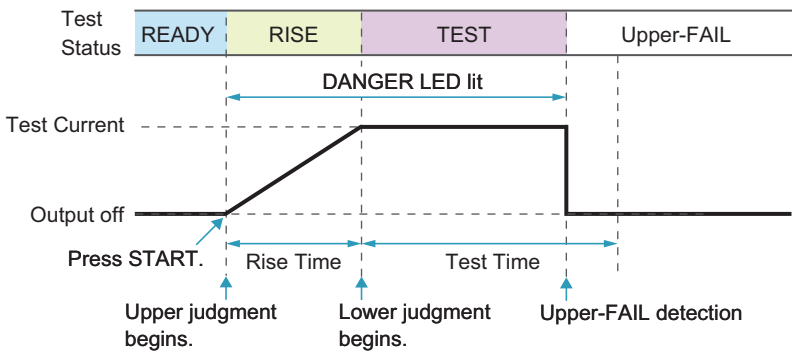 Test
Status
READY
RISE
TEST
Upper-FAIL
DANGER LED lit
Test Current
Output off
Press START.
Rise Time
Test Time
Upper judgment
begins.
Lower judgment
begins.
Upper-FAIL detection